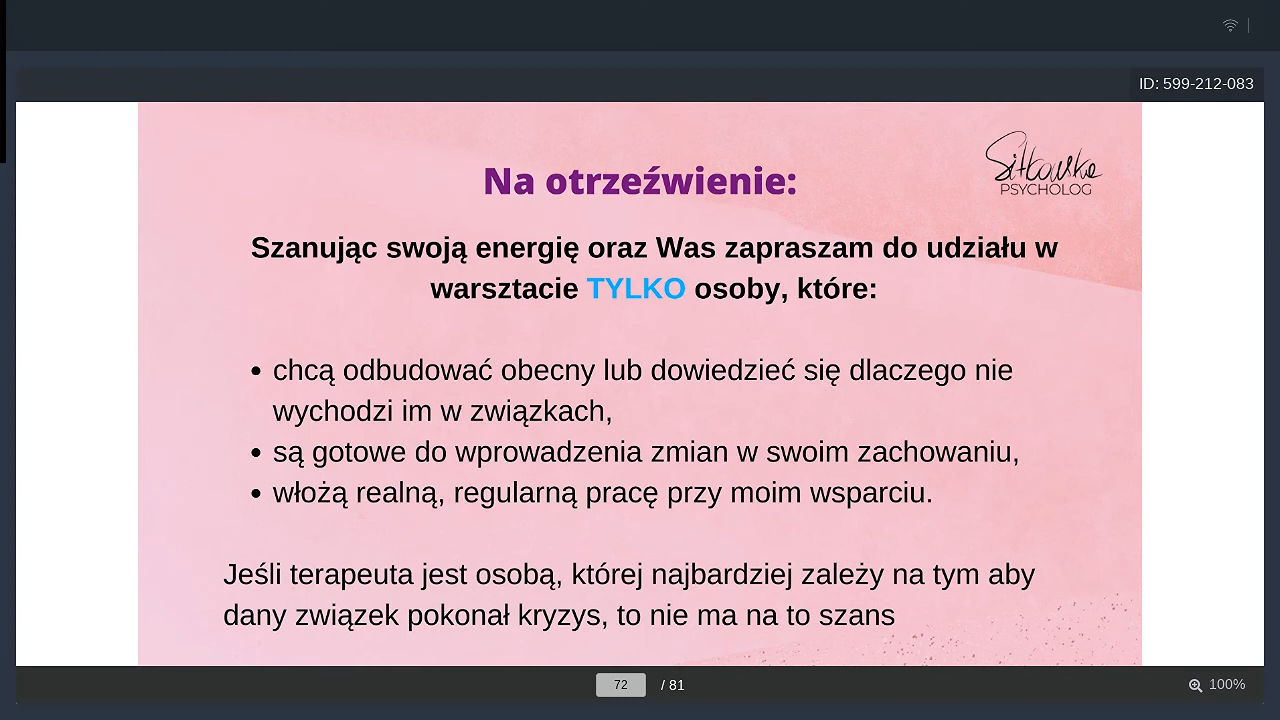 ID: 599-212-083
PSYCHOLOG
Na otrzeźwienie:
Szanując swoją energię oraz Was zapraszam do udziału w
warsztacie TYLKO osoby, które:
• chcą odbudować obecny lub dowiedzieć się dlaczego nie
wychodzi im w związkach,
• są gotowe do wprowadzenia zmian w swoim zachowaniu,
• włożą realną, regularną pracę przy moim wsparciu.
Jeśli terapeuta jest osobą, której najbardziej zależy na tym aby
dany związek pokonał kryzys, to nie ma na to szans
72 / 81
100%